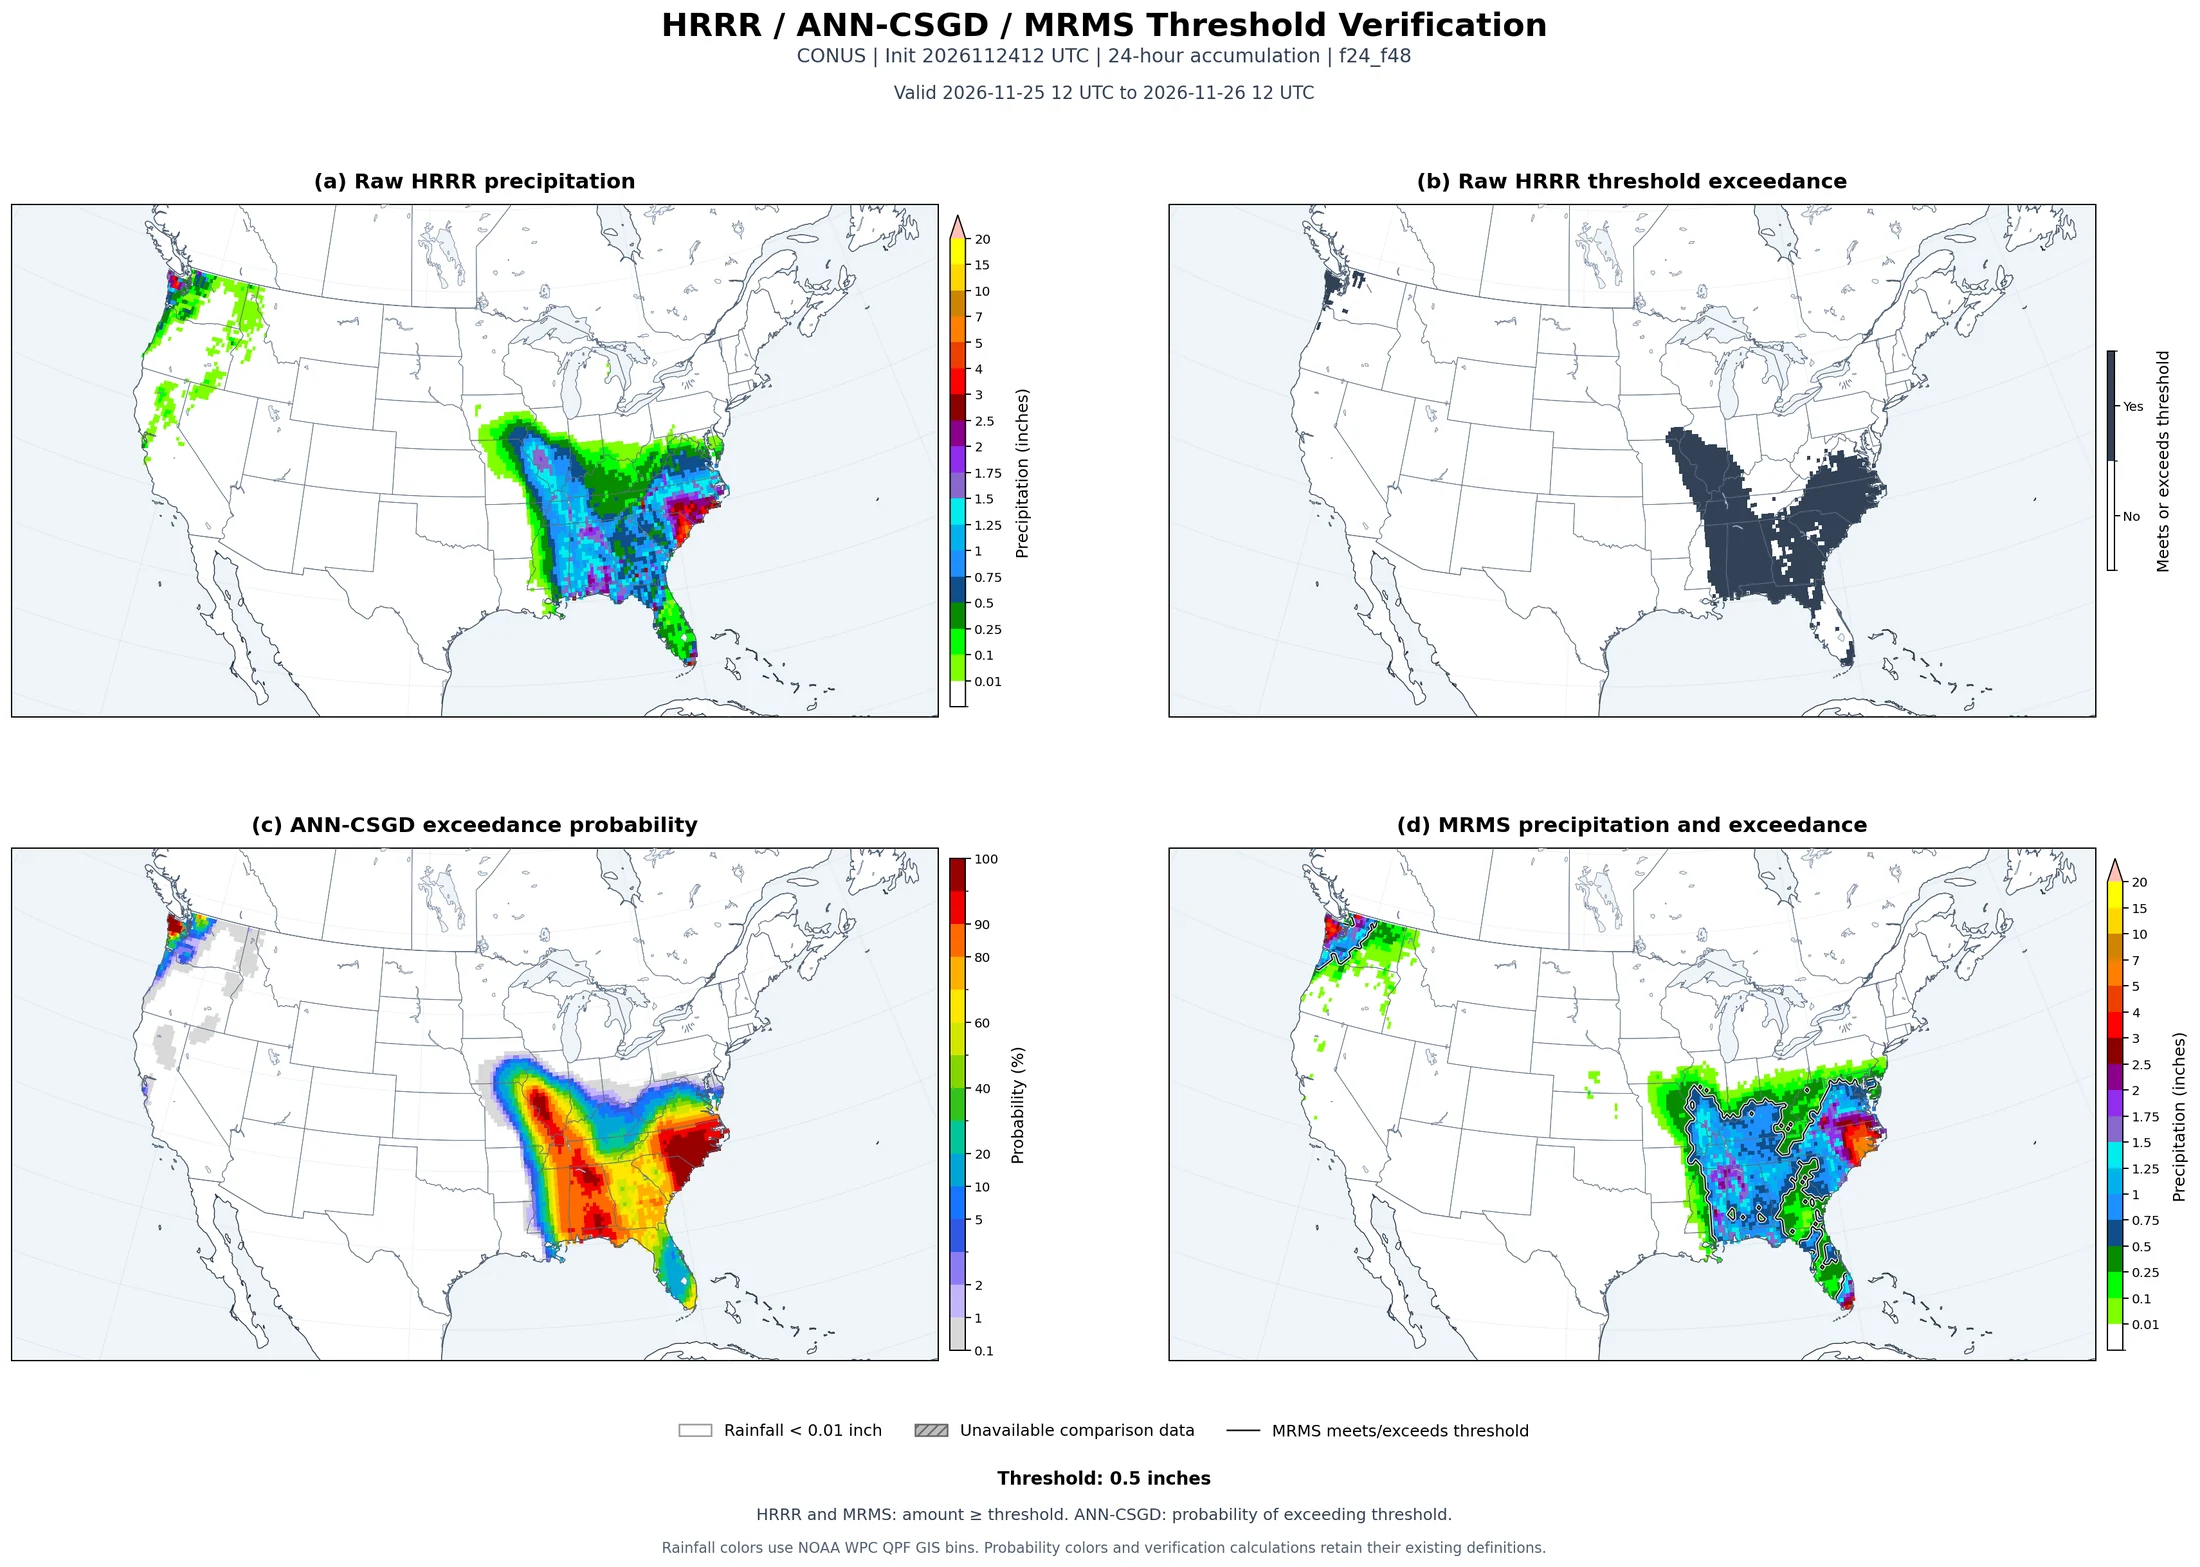 HRRR / ANN-CSGD / MRMS Threshold Verification
CONUS | Init 2026112412 UTC | 24-hour accumulation | f24_f48
Valid 2026-11-25 12 UTC to 2026-11-26 12 UTC
(a) Raw HRRR precipitation
20
15
10
7
5
4
3
2.5
2
1.75
1.5
1.25
1
0.75
0.5
0.25
0.1
0.01
Precipitation (inches)
(b) Raw HRRR threshold exceedance
Yes
No
Meets or exceeds threshold
(c) ANN-CSGD exceedance probability
100
90
80
60
40
20
10
5
2
1
0.1
Probability (%)
(d) MRMS precipitation and exceedance
20
15
10
7
5
4
3
2.5
2
1.75
1.5
1.25
1
0.75
0.5
0.25
0.1
0.01
Precipitation (inches)
Rainfall < 0.01 inch
Unavailable comparison data
MRMS meets/exceeds threshold
Threshold: 0.5 inches
HRRR and MRMS: amount ≥ threshold. ANN-CSGD: probability of exceeding threshold.
Rainfall colors use NOAA WPC QPF GIS bins. Probability colors and verification calculations retain their existing definitions.